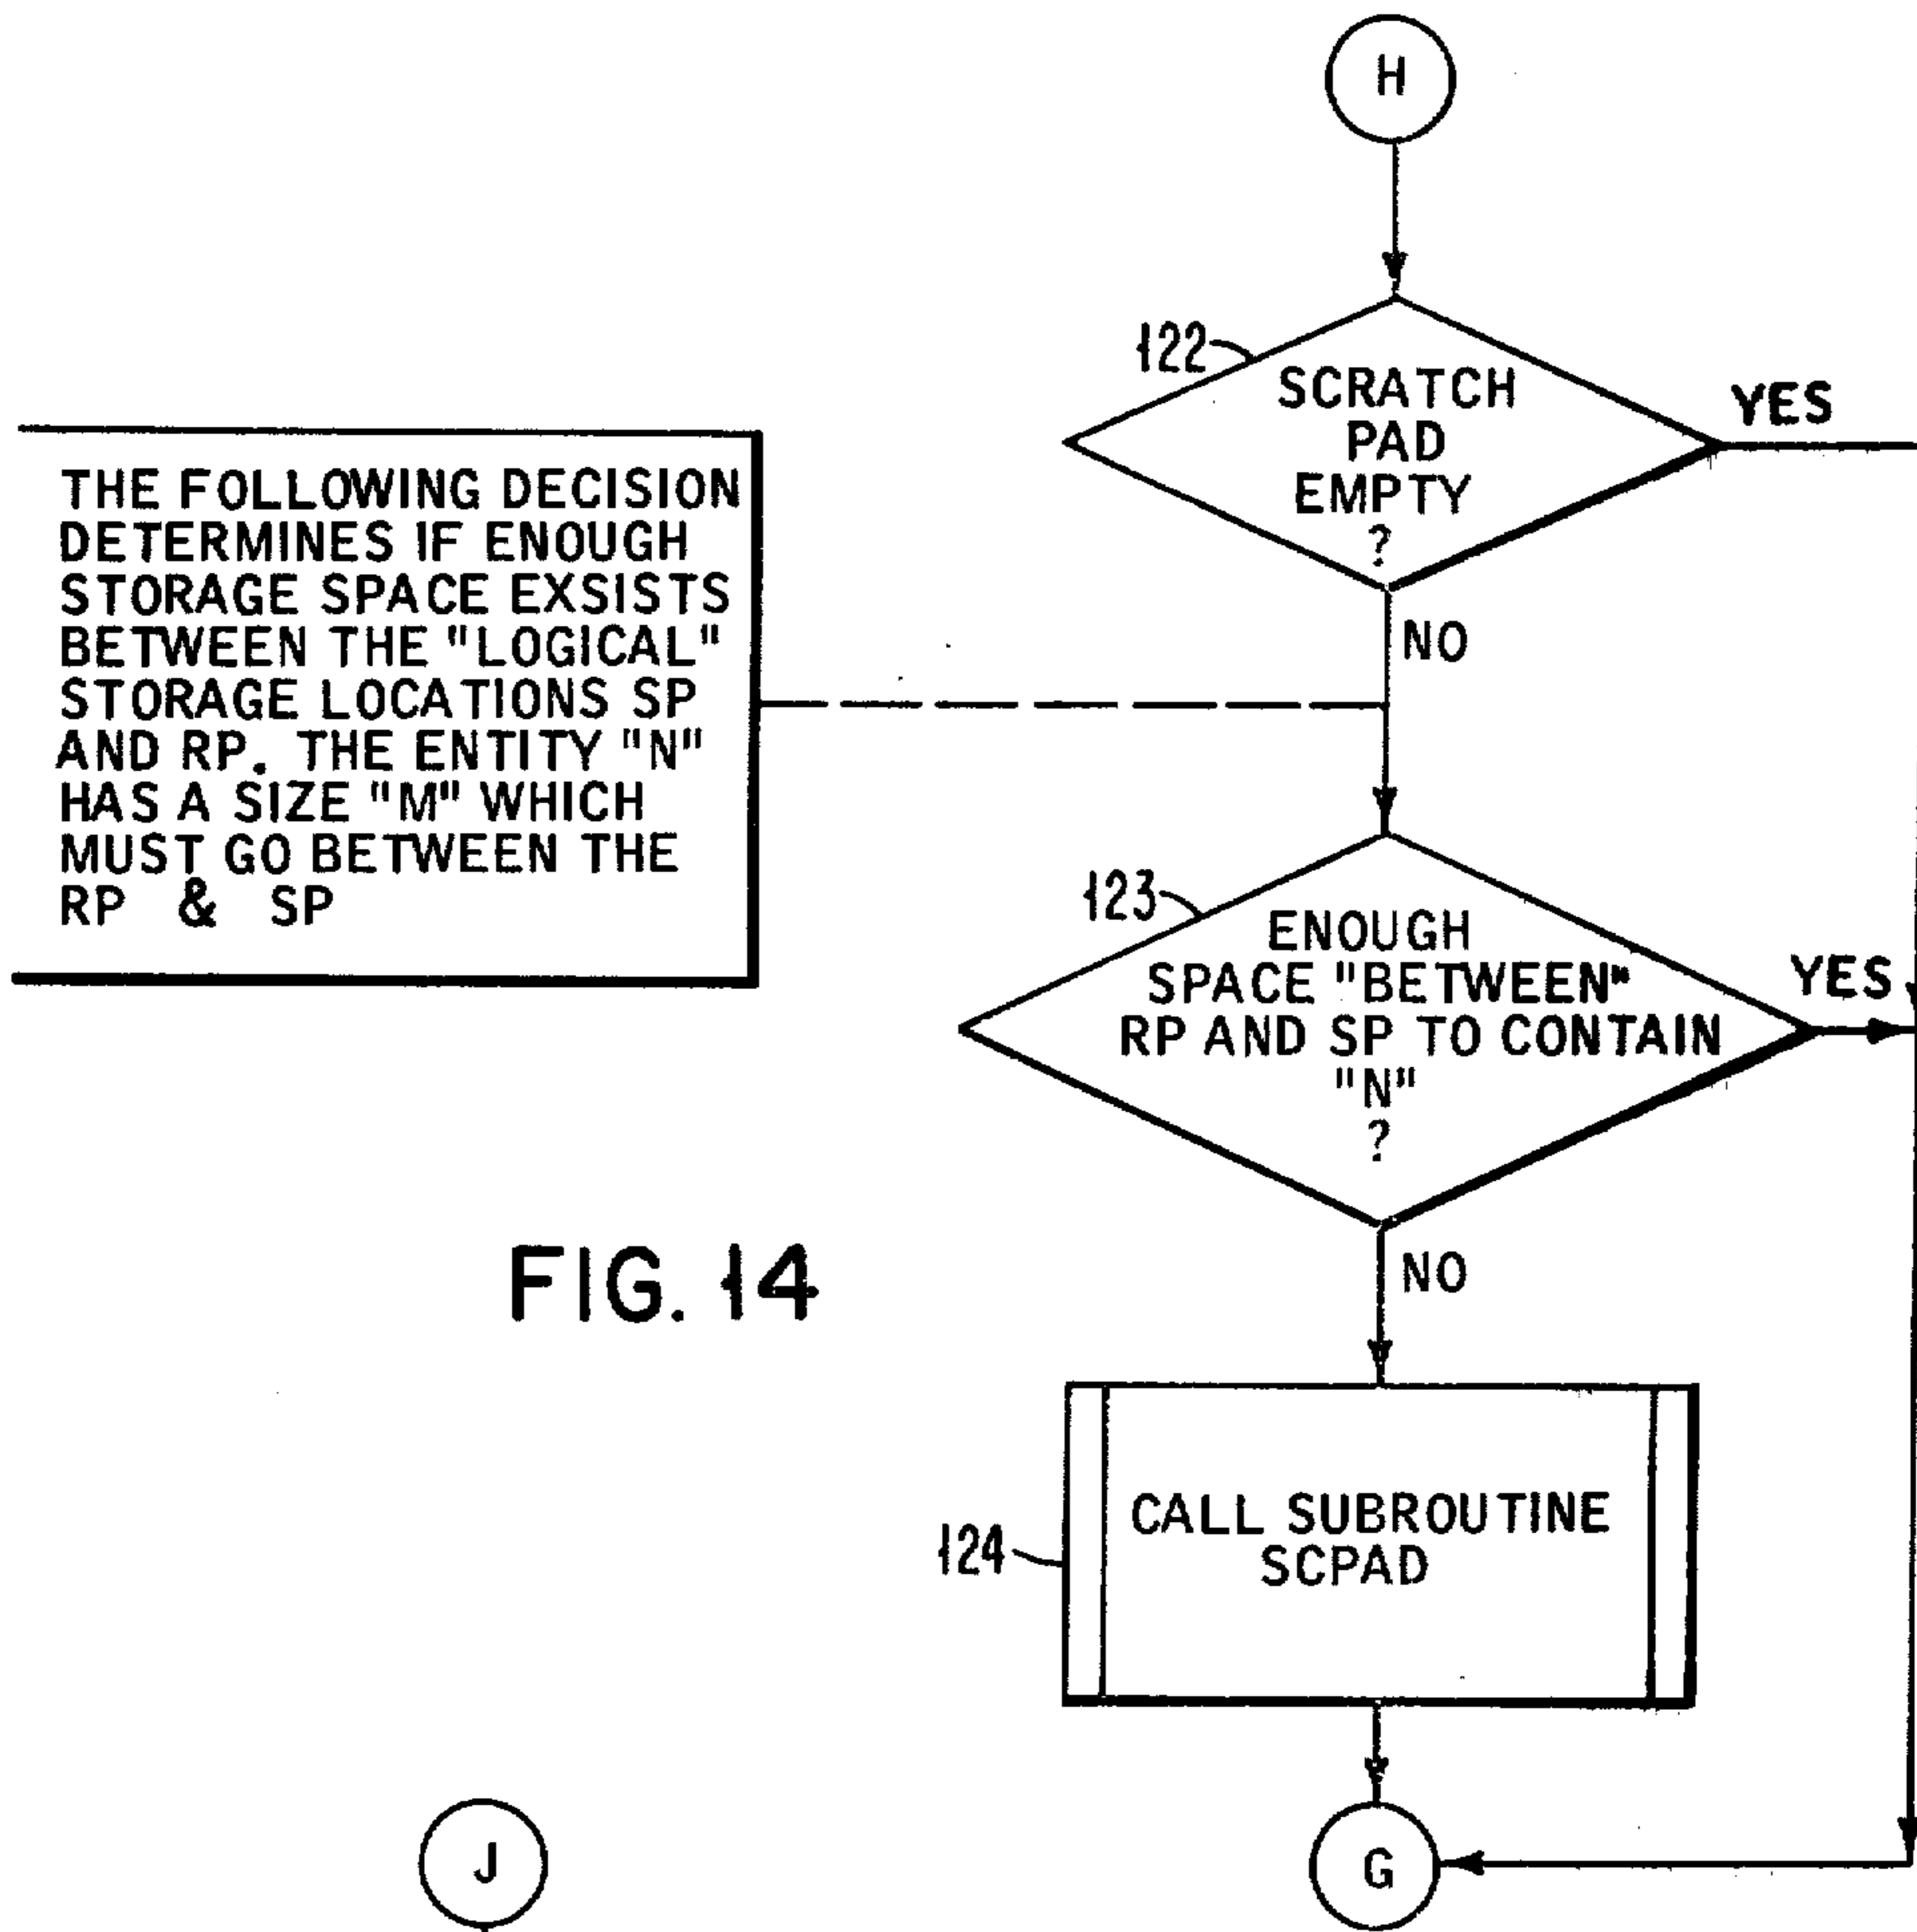 H
122
SCRATCH
PAD
EMPTY
?
YES
NO
THE FOLLOWING DECISION
DETERMINES IF ENOUGH
STORAGE SPACE EXSISTS
BETWEEN THE "LOGICAL"
STORAGE LOCATIONS SP
AND RP. THE ENTITY "N"
HAS A SIZE "M" WHICH
MUST GO BETWEEN THE
RP & SP
123
ENOUGH
SPACE "BETWEEN"
RP AND SP TO CONTAIN
"N"
?
YES
NO
FIG. 14
124
CALL SUBROUTINE
SCPAD
J
G